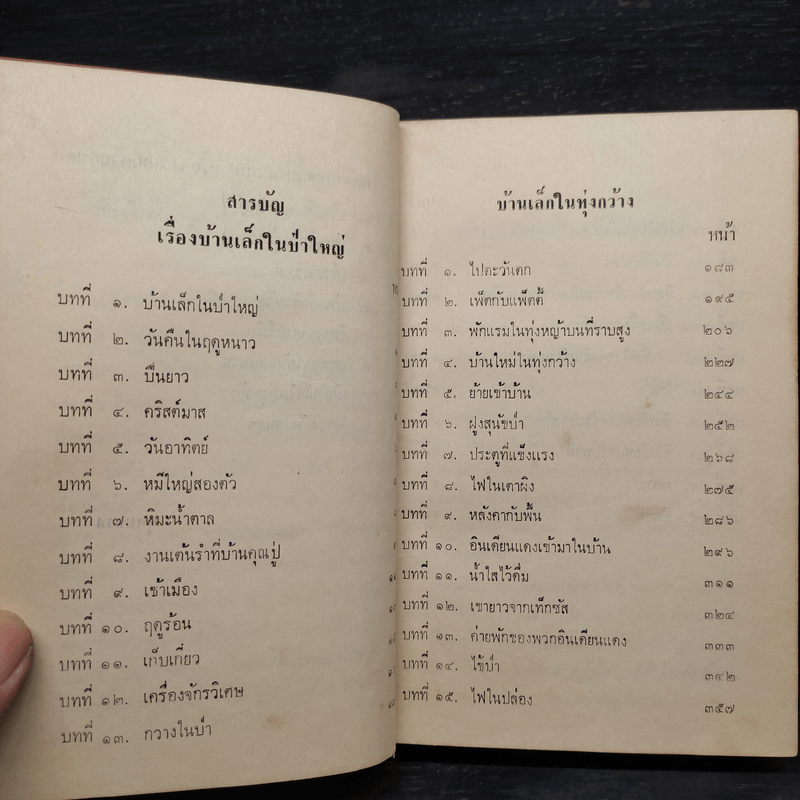 สารบัญ
เรื่องบ้านเล็กในป่าใหญ่
บทที่ ๑. บ้านเล็กในป่าใหญ่
บทที่ ๒. วันคืนในฤดูหนาว
บทที่ ๓. ปืนยาว
บทที่ ๔. คริสต์มาส
บทที่ ๕. วันอาทิตย์
บทที่ ๖. หมีใหญ่สองตัว
บทที่ ๗. หิมะน้ำตาล
บทที่ ๘. งานเต้นรำที่บ้านคุณปู่
บทที่ ๙. เข้าเมือง
บทที่ ๑๐. ฤดูร้อน
บทที่ ๑๑. เก็บเกี่ยว
บทที่ ๑๒. เครื่องจักรวิเศษ
บทที่ ๑๓. กวางในป่า
บ้านเล็กในทุ่งกว้าง
หน้า
บทที่ ๑. ไปตะวันตก ๑๘๓
บทที่ ๒. เพ็ตกับแพ็ตตี้ ๑๙๕
บทที่ ๓. พักแรมในทุ่งหญ้าบนที่ราบสูง ๒๐๖
บทที่ ๔. บ้านใหม่ในทุ่งกว้าง ๒๒๗
บทที่ ๕. ย้ายเข้าบ้าน ๒๔๔
บทที่ ๖. ฝูงสุนัขป่า ๒๕๒
บทที่ ๗. ประตูที่แข็งแรง ๒๖๘
บทที่ ๘. ไฟในเตาผิง ๒๗๕
บทที่ ๙. หลังคากับพื้น ๒๘๖
บทที่ ๑๐. อินเดียนแดงเข้ามาในบ้าน ๒๙๖
บทที่ ๑๑. น้ำใสไว้ดื่ม ๓๑๑
บทที่ ๑๒. เขายาวจากเท็กซัส ๓๒๔
บทที่ ๑๓. ค่ายพักของพวกอินเดียนแดง ๓๓๓
บทที่ ๑๔. ไข้ป่า ๓๔๒
บทที่ ๑๕. ไฟในปล่อง ๓๕๗